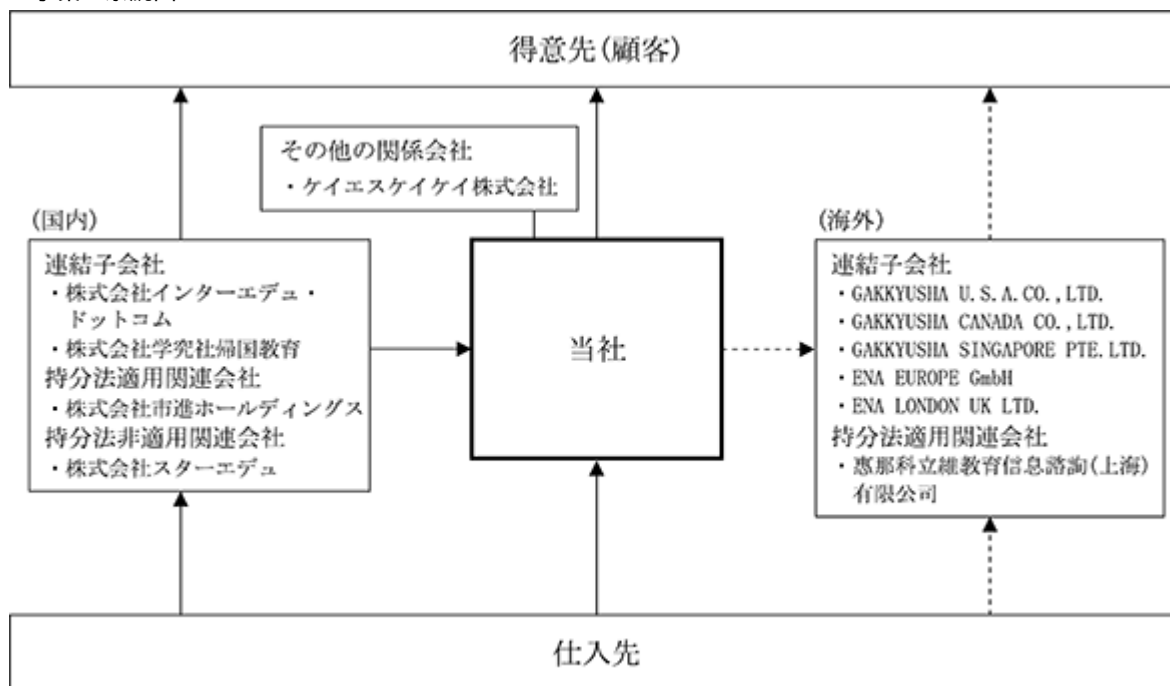 得意先(顧客)
その他の関係会社
・ケイエスケイケイ株式会社
(国内)
連結子会社
・株式会社インターエデュ・
ドットコム
・株式会社学究社帰国教育
持分法適用関連会社
・株式会社市進ホールディングス
持分法非適用関連会社
・株式会社スターエデュ
当社
(海外)
連結子会社
・GAKKYUSHA U.S.A.CO.,LTD.
・GAKKYUSHA CANADA CO.,LTD.
・GAKKYUSHA SINGAPORE PTE.LTD.
・ENA EUROPE GmbH
・ENA LONDON UK LTD.
持分法適用関連会社
・惠那科立維教育信息諮詢(上海)
有限公司
仕入先